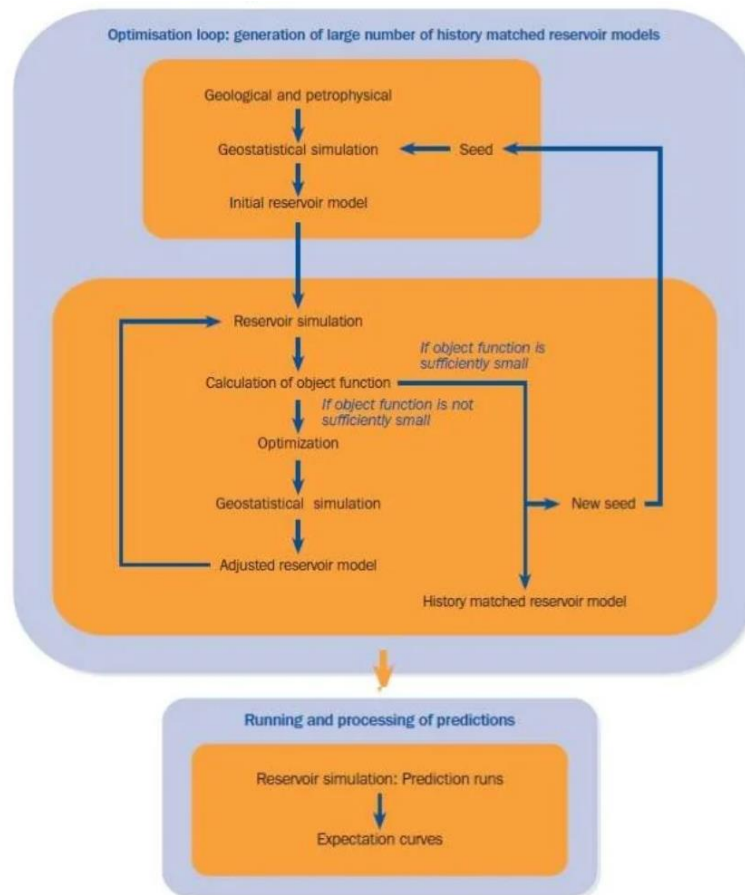 Optimisation loop: generation of large number of history matched reservoir models
Geological and petrophysical
Geostatistical simulation
Seed
Initial reservoir model
Reservoir simulation
If object function is
sufficiently small
Calculation of object function
If object function is not
sufficiently small
Optimization
Geostatistical simulation
New seed
Adjusted reservoir model
History matched reservoir model
Running and processing of predictions
Reservoir simulation: Prediction runs
Expectation curves